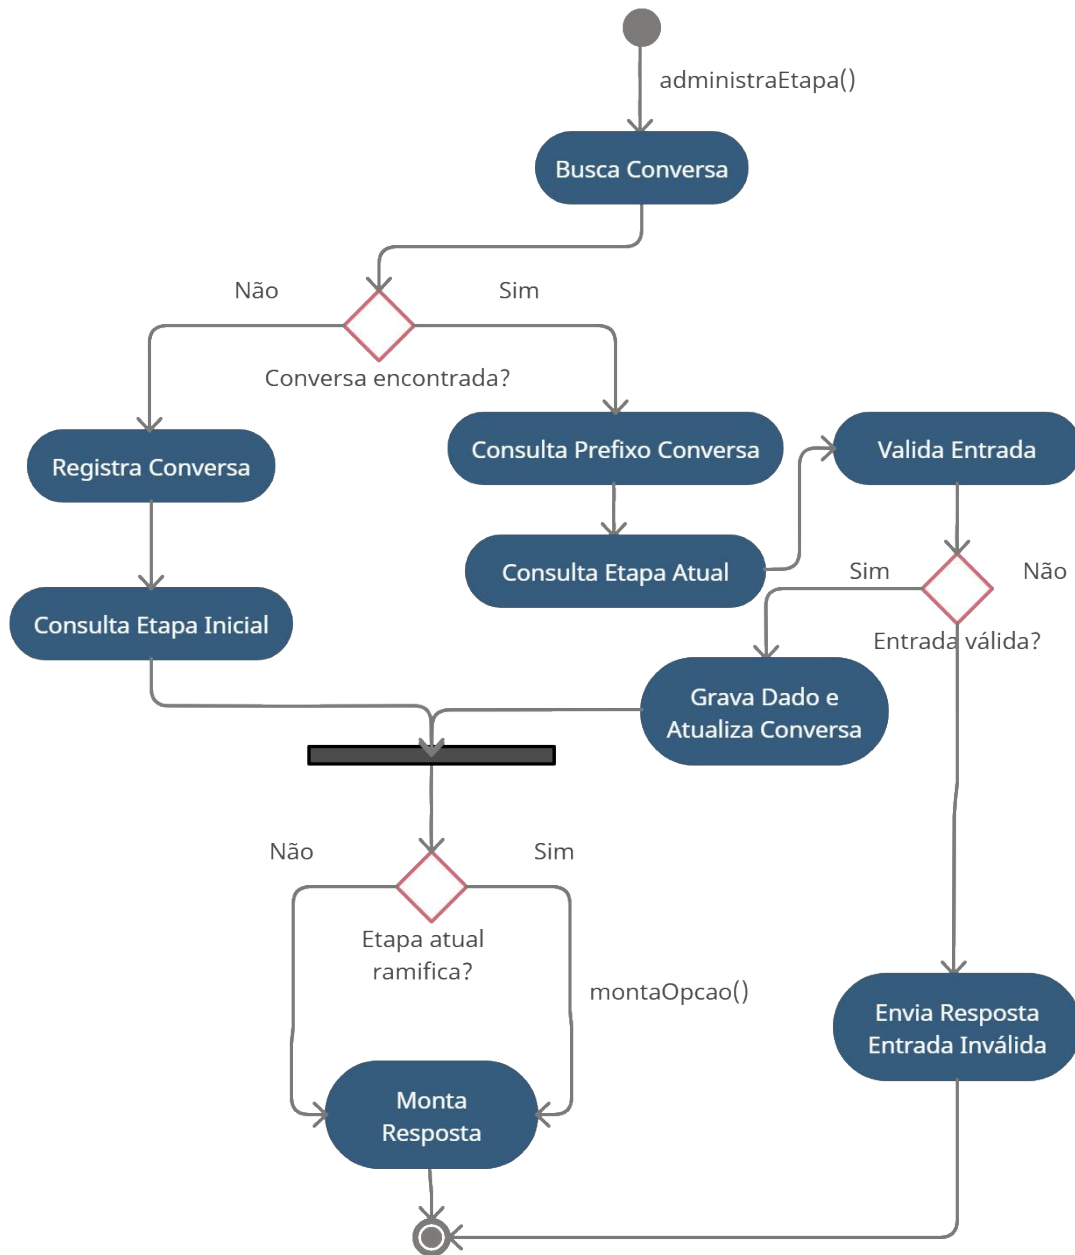 administraEtapa()
Busca Conversa
Não
Sim
Conversa encontrada?
Registra Conversa
Consulta Prefixo Conversa
Valida Entrada
Consulta Etapa Atual
Sim
Não
Consulta Etapa Inicial
Entrada válida?
Grava Dado e
Atualiza Conversa
Não
Sim
Etapa atual
ramifica?
montaOpcao()
Envia Resposta
Entrada Inválida
Monta
Resposta